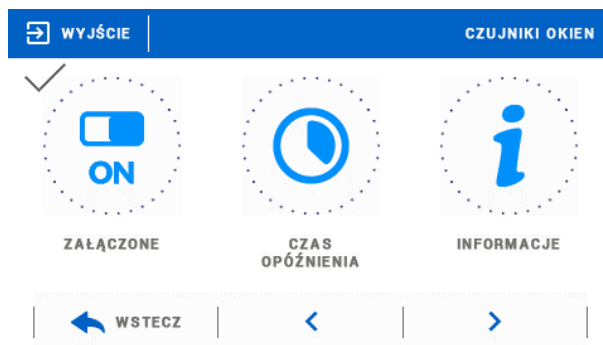 WYJŚCIE
CZUJNIKI OKIEN
ON
ZAŁĄCZONE
CZAS
OPÓŹNIENIA
INFORMACJE
WSTECZ